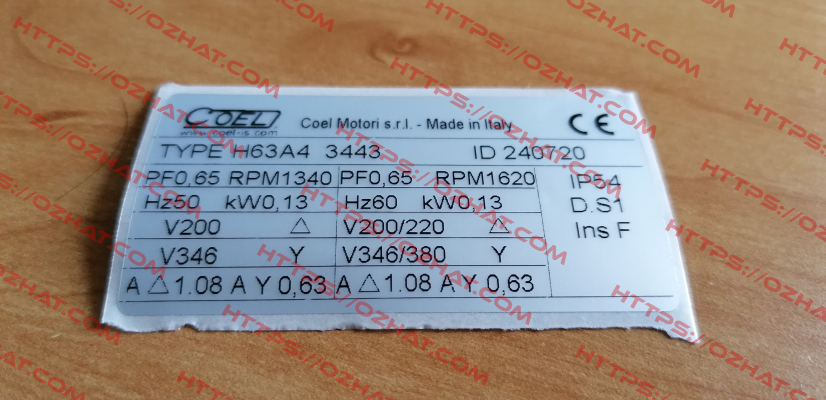 COEL
www.coel-is.com
Coel Motori s.r.l. - Made in Italy
CE
TYPE H63A4 3443 ID 240720
PF0,65 RPM1340 PF0,65 RPM1620 IP54
Hz50 kW0,13 Hz60 kW0,13 D.S1
V200 △ V200/220 △ Ins F
V346 Y V346/380 Y
A △ 1.08 A Y 0,63 A △ 1.08 A Y 0,63
HTTPS://OZHAT.COM